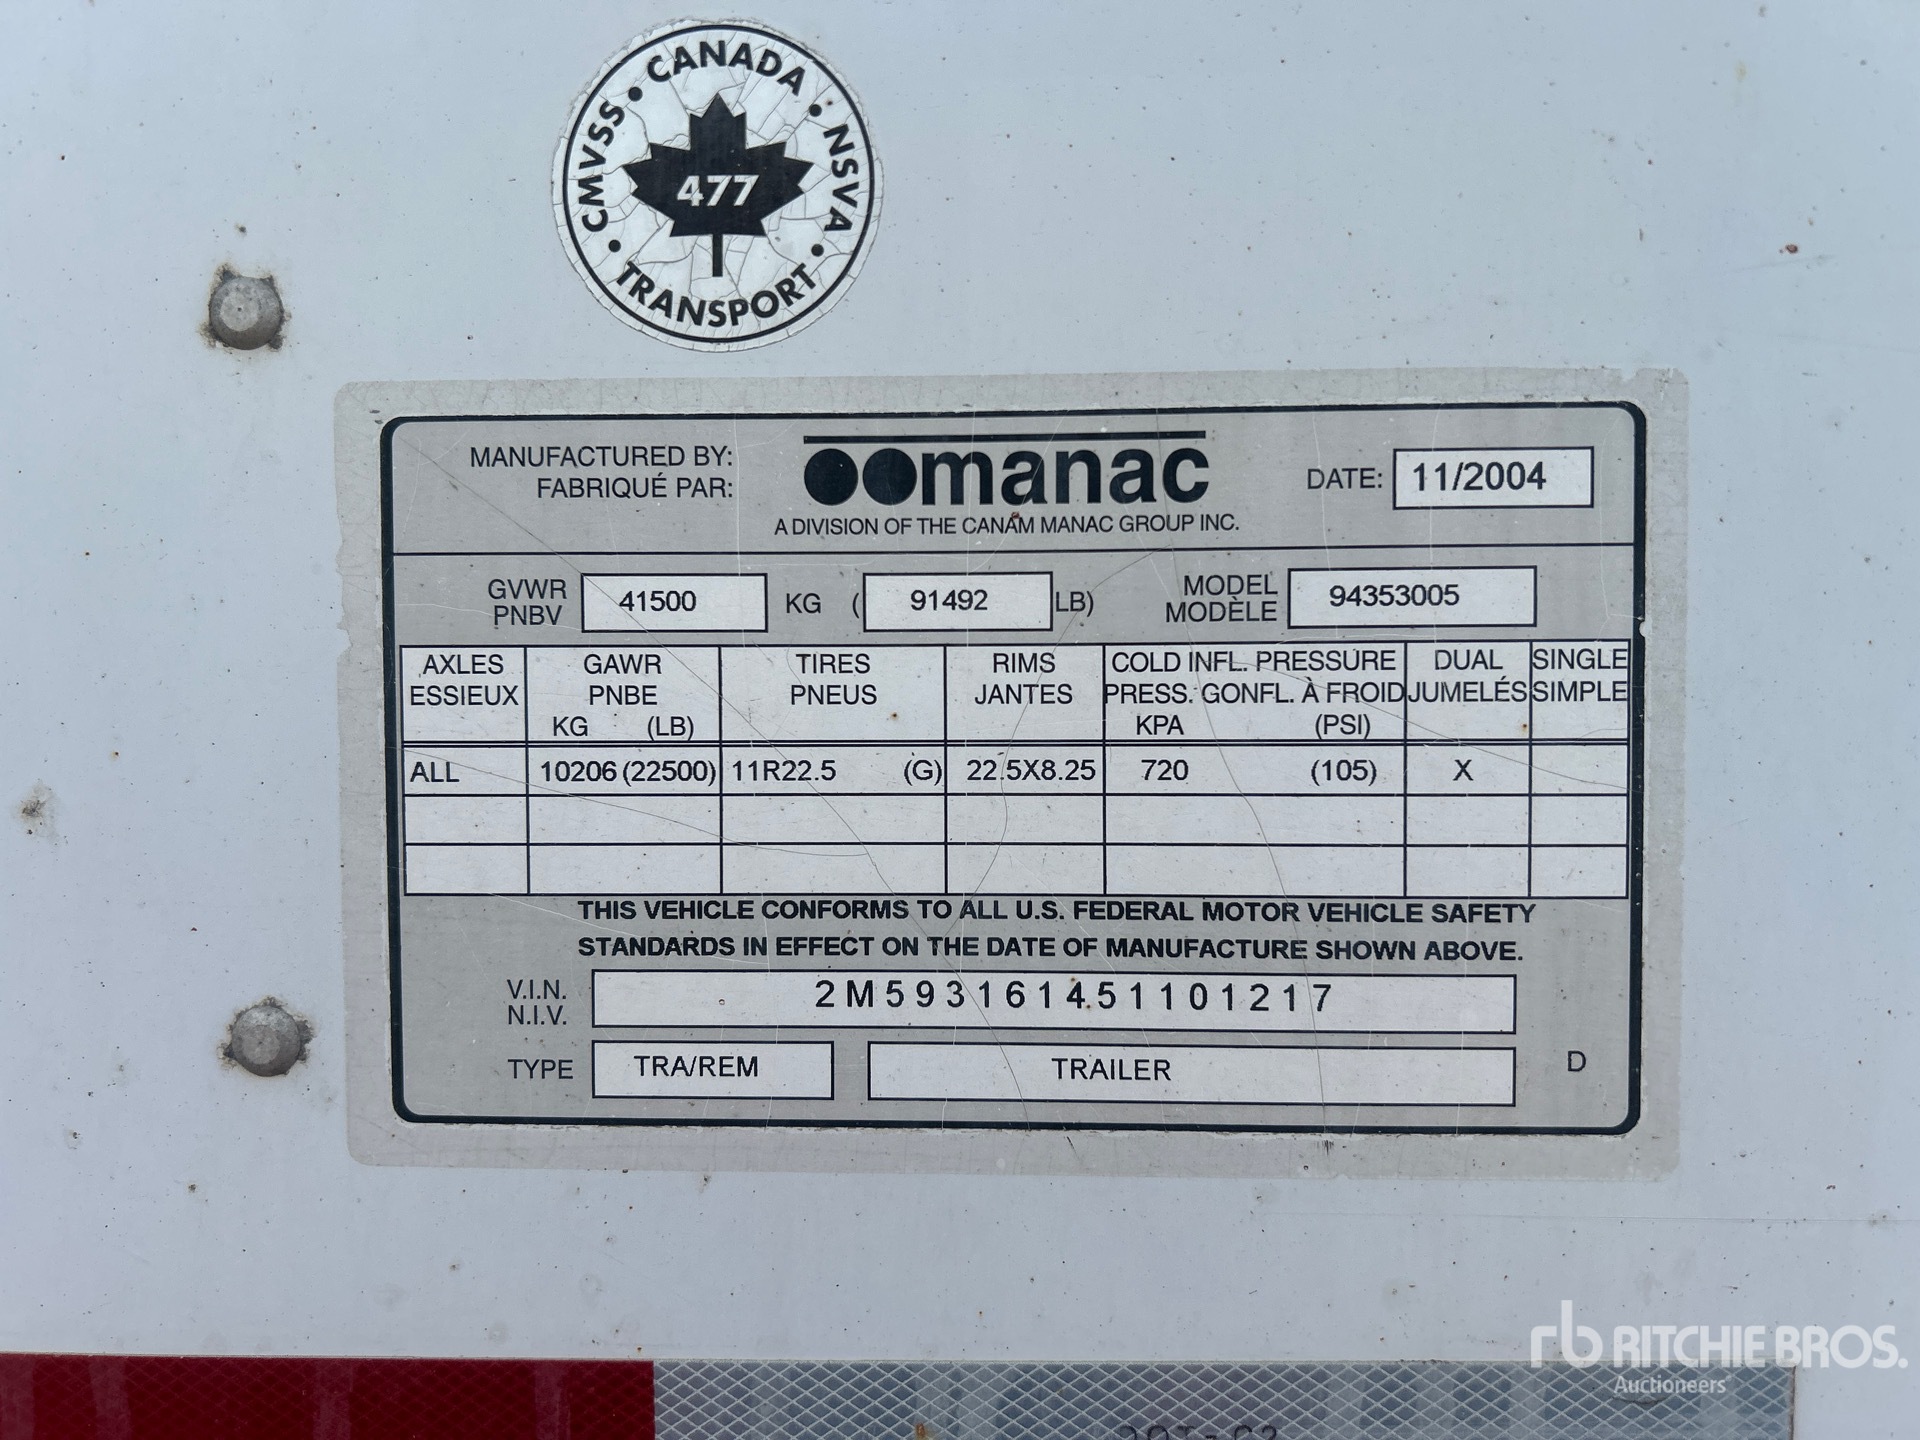 CANADA
CMVSS
NSVAC
477
TRANSPORT
MANUFACTURED BY:
FABRIQUÉ PAR:
manac
A DIVISION OF THE CANAM MANAC GROUP INC.
DATE: 11/2004
GVWR
PNBV
41500 KG ( 91492 LB)
MODEL
MODÈLE
94353005
AXLES
ESSIEUX
GAWR
PNBE
KG (LB)
TIRES
PNEUS
RIMS
JANTES
COLD INFL. PRESSURE
PRESS. GONFL. À FROID
KPA (PSI)
DUAL
JUMELÉS
SINGLE
SIMPLE
ALL 10206 (22500) 11R22.5 (G) 22.5X8.25 720 (105) X
THIS VEHICLE CONFORMS TO ALL U.S. FEDERAL MOTOR VEHICLE SAFETY
STANDARDS IN EFFECT ON THE DATE OF MANUFACTURE SHOWN ABOVE.
V.I.N.
N.I.V.
2M59316145110​1217
TYPE TRA/REM TRAILER D
rb RITCHIE BROS.
Auctioneers